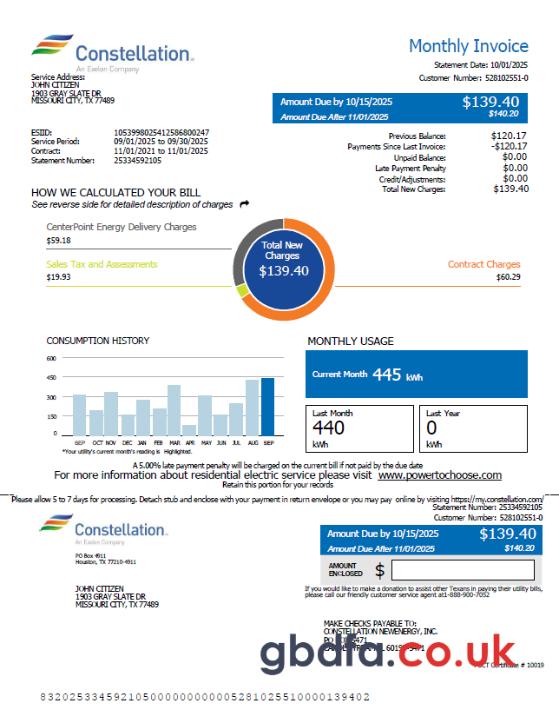 Constellation.
An Exelon Company
Monthly Invoice
Statement Date: 10/01/2025
Customer Number: 528102551-0
Service Address:
JOHN CITIZEN
1903 GRAY SLATE DR
MISSOURI CITY, TX 77489
Amount Due by 10/15/2025 $139.40
Amount Due After 11/01/2025 $140.20
ESIID: 1053998025412586800247
Service Period: 09/01/2025 to 09/30/2025
Contract: 11/01/2021 to 11/01/2025
Statement Number: 25334592105
Previous Balance: $120.17
Payments Since Last Invoice: -$120.17
Unpaid Balance: $0.00
Late Payment Penalty $0.00
Credit/Adjustments: $0.00
Total New Charges: $139.40
HOW WE CALCULATED YOUR BILL
See reverse side for detailed description of charges
CenterPoint Energy Delivery Charges
$59.18
Sales Tax and Assessments
$19.93
Total New
Charges
$139.40
Contract Charges
$60.29
CONSUMPTION HISTORY
600
450
300
150
0
SEP OCT NOV DEC JAN FEB MAR APR MAY JUN JUL AUG SEP
*Your utility's current month's reading is Highlighted.
MONTHLY USAGE
Current Month 445 kWh
Last Month
440
kWh
Last Year
0
kWh
A 5.00% late payment penalty will be charged on the current bill if not paid by the due date
For more information about residential electric service please visit www.powertochoose.com
Retain this portion for your records
Please allow 5 to 7 days for processing. Detach stub and enclose with your payment in return envelope or you may pay online by visiting https://my.constellation.com/
Statement Number: 25334592105
Customer Number: 528102551-0
Constellation.
An Exelon Company
PO Box 4911
Houston, TX 77210-4911
Amount Due by 10/15/2025 $139.40
Amount Due After 11/01/2025 $140.20
AMOUNT
ENCLOSED $
If you would like to make a donation to assist other Texans in paying their utility bills,
please call our friendly customer service agent at1-888-900-7052
JOHN CITIZEN
1903 GRAY SLATE DR
MISSOURI CITY, TX 77489
MAKE CHECKS PAYABLE TO:
CONSTELLATION NEWENERGY, INC.
gbdfa.co.uk
Certificate # 10019